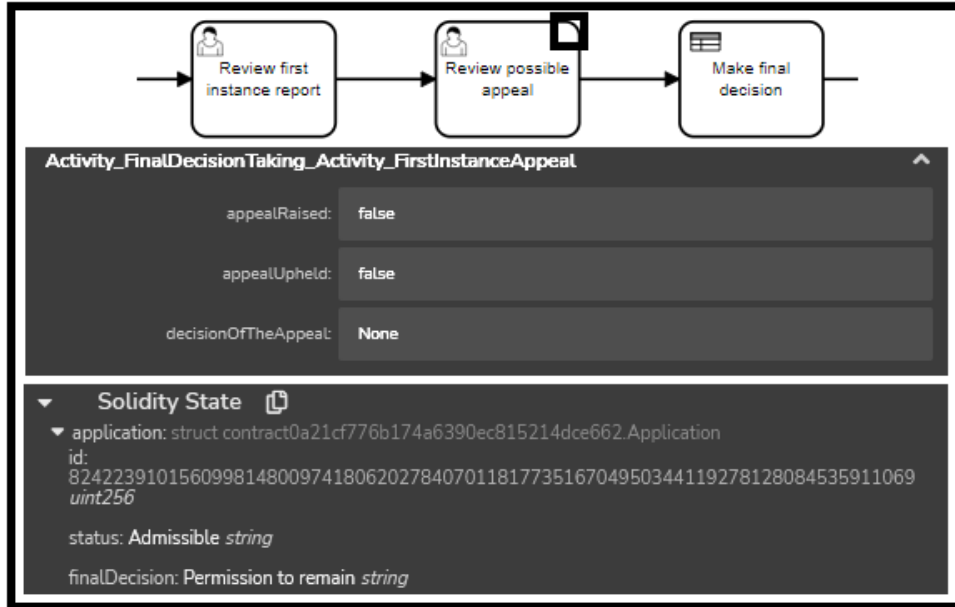 Review first
instance report
Review possible
appeal
Make final
decision
Activity_FinalDecisionTaking_Activity_FirstInstanceAppeal
appealRaised: false
appealUpheld: false
decisionOfTheAppeal: None
Solidity State
application: struct contract0a21cf776b174a6390ec815214dce662.Application
id:
82422391015609981480097418062027840701181773516704950344119278128084535911069
uint256
status: Admissible string
finalDecision: Permission to remain string